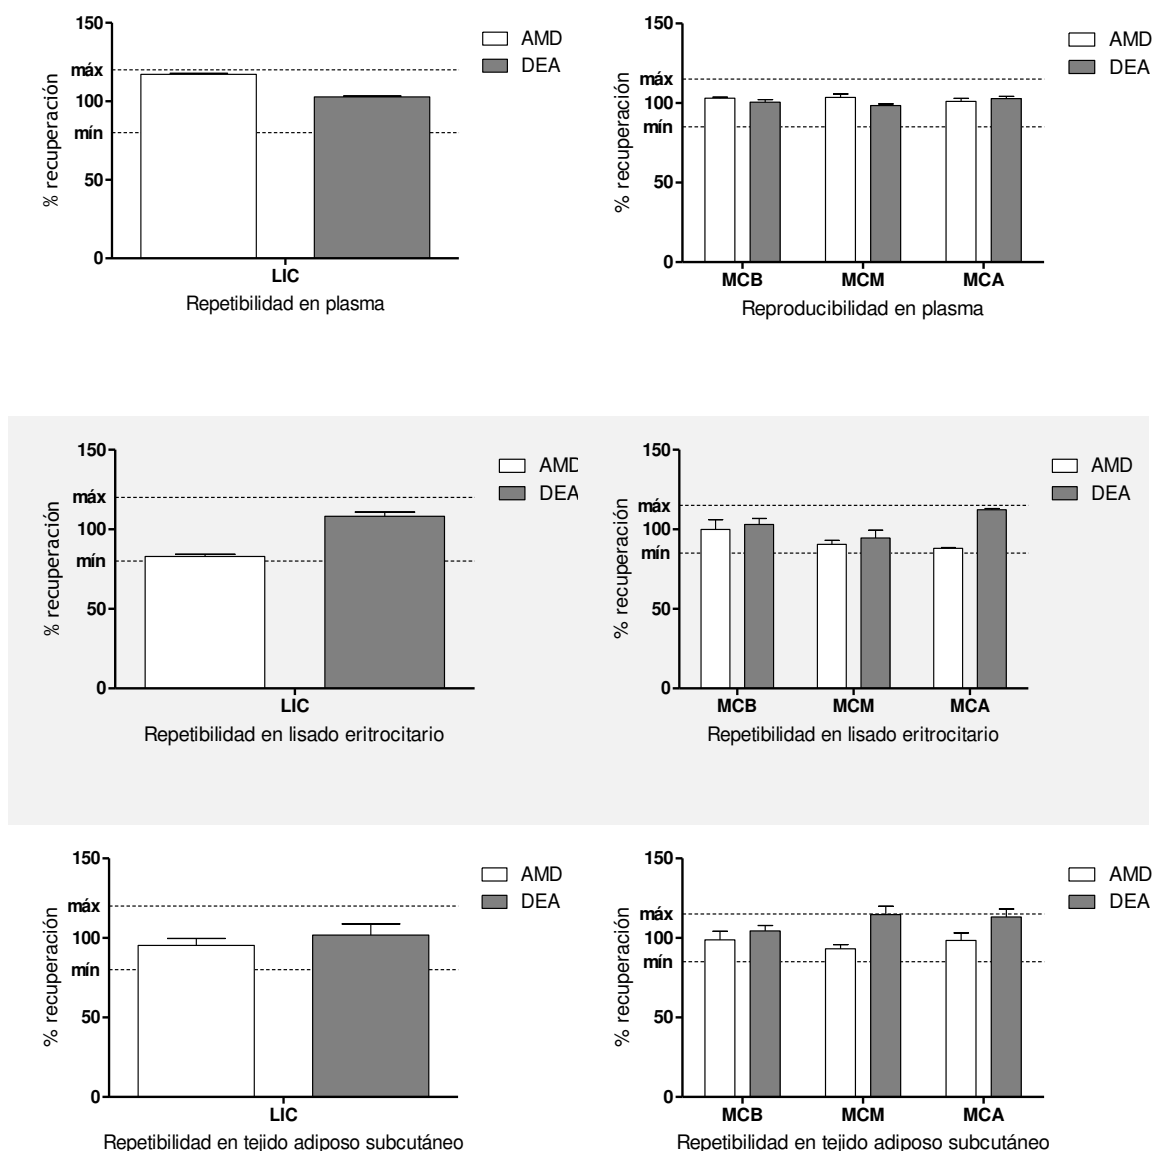 150
máx
100
mín
50
0
% recuperación
AMD
DEA
LIC
Repetibilidad en plasma
150
máx
100
mín
50
0
% recuperación
AMD
DEA
MCB MCM MCA
Reproducibilidad en plasma
150
máx
100
mín
50
0
% recuperación
AMD
DEA
LIC
Repetibilidad en lisado eritrocitario
150
máx
100
mín
50
0
% recuperación
AMD
DEA
MCB MCM MCA
Repetibilidad en lisado eritrocitario
150
máx
100
mín
50
0
% recuperación
AMD
DEA
LIC
Repetibilidad en tejido adiposo subcutáneo
150
máx
100
mín
50
0
% recuperación
AMD
DEA
MCB MCM MCA
Repetibilidad en tejido adiposo subcutáneo